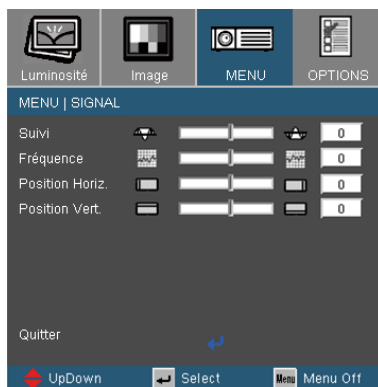 Luminosité Image MENU OPTIONS
MENU | SIGNAL
Suivi 0
Fréquence 0
Position Horiz. 0
Position Vert. 0
Quitter
UpDown Select Menu Menu Off